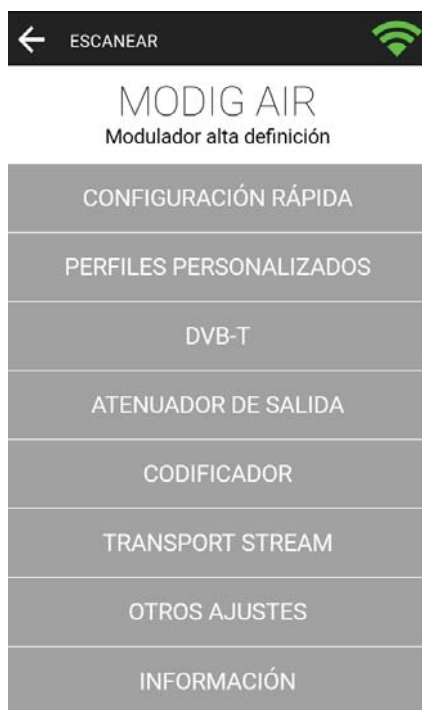 ESCANEAR
MODIG AIR
Modulador alta definición
CONFIGURACIÓN RÁPIDA
PERFILES PERSONALIZADOS
DVB-T
ATENUADOR DE SALIDA
CODIFICADOR
TRANSPORT STREAM
OTROS AJUSTES
INFORMACIÓN